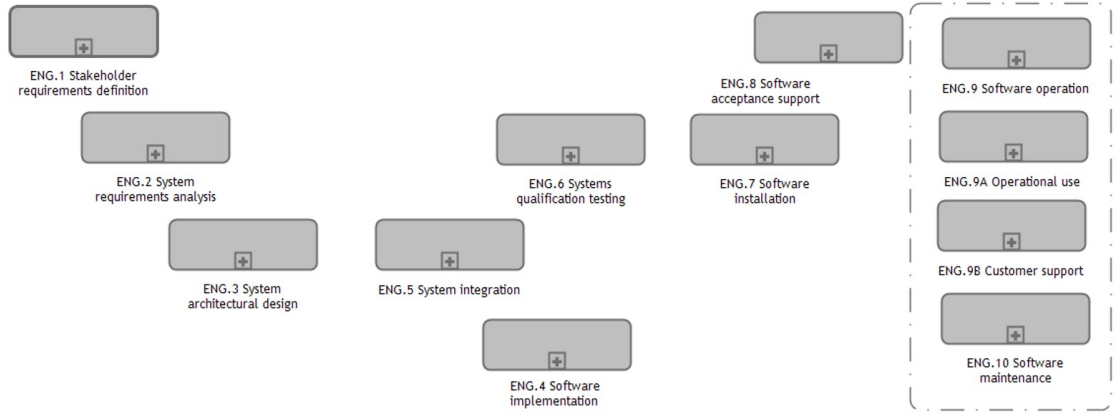 ENG.1 Stakeholder
requirements definition
ENG.2 System
requirements analysis
ENG.3 System
architectural design
ENG.4 Software
implementation
ENG.5 System integration
ENG.6 Systems
qualification testing
ENG.7 Software
installation
ENG.8 Software
acceptance support
ENG.9 Software operation
ENG.9A Operational use
ENG.9B Customer support
ENG.10 Software
maintenance